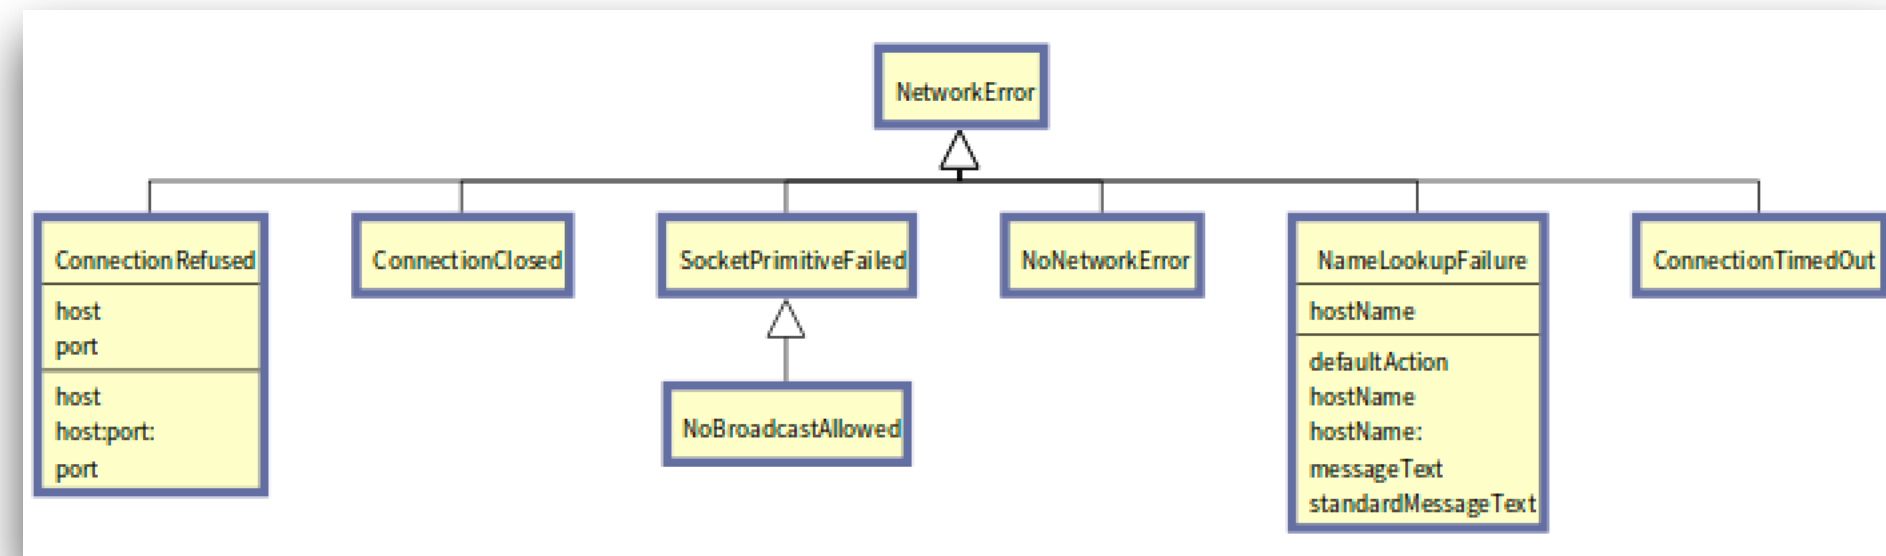 NetworkError
ConnectionRefused
host
port
host
host:port:
port
ConnectionClosed
SocketPrimitiveFailed
NoBroadcastAllowed
NoNetworkError
NameLookupFailure
hostName
defaultAction
hostName
hostName:
messageText
standardMessageText
ConnectionTimedOut